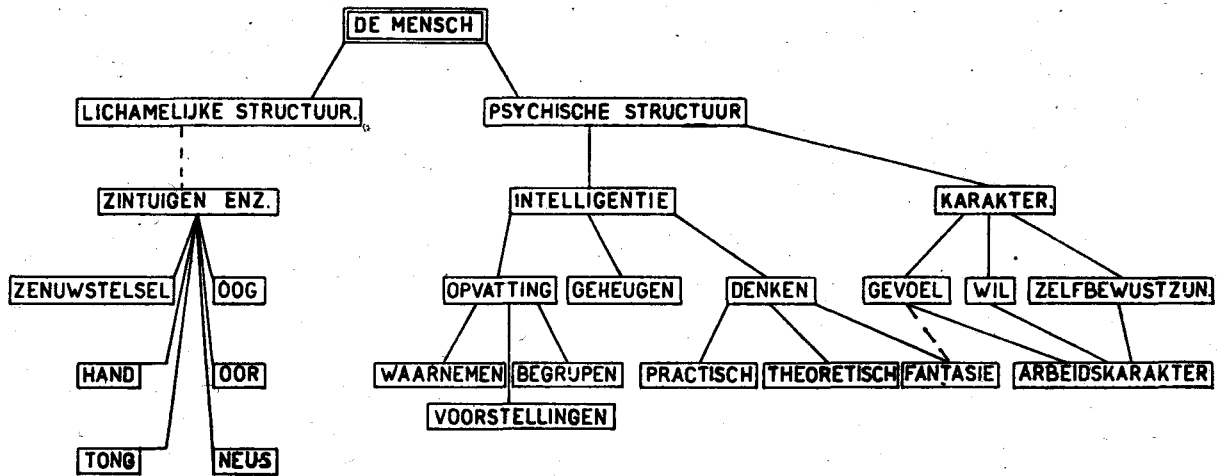 DE MENSCH
LICHAMELIJKE STRUCTUUR. PSYCHISCHE STRUCTUUR
ZINTUIGEN ENZ. INTELLIGENTIE KARAKTER.
ZENUWSTELSEL OOG OPVATTING GEHEUGEN DENKEN GEVOEL WIL ZELFBEWUSTZIJN.
HAND OOR WAARNEMEN BEGRIJPEN PRACTISCH THEORETISCH FANTASIE ARBEIDSKARAKTER
VOORSTELLINGEN
TONG NEUS